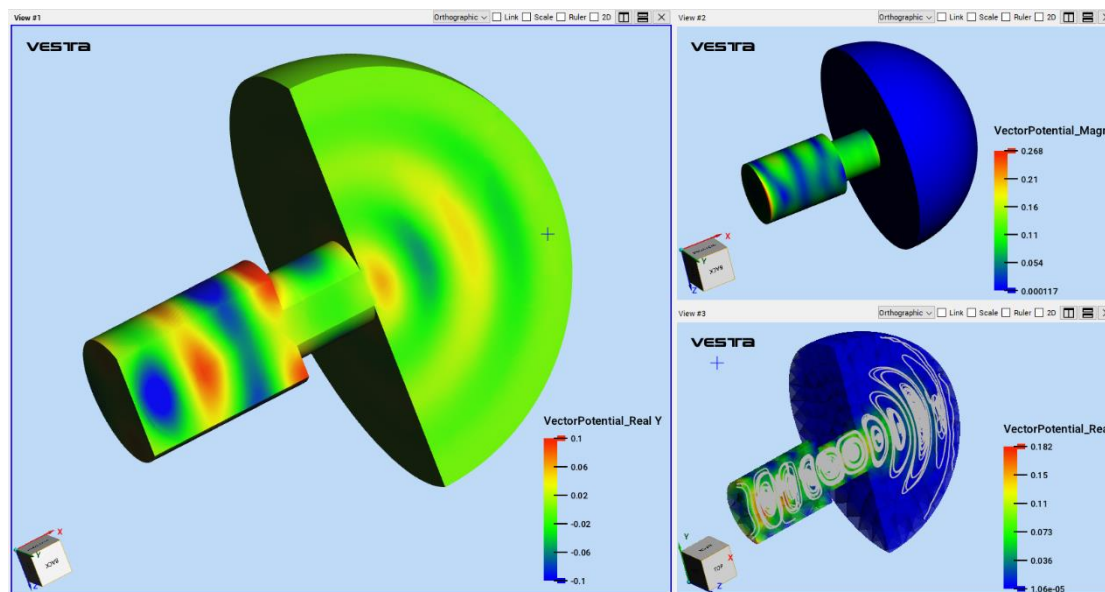 View #1
Orthographic Link Scale Ruler 2D
VESTA
VectorPotential_Real Y
0.1
0.06
0.02
-0.02
-0.06
-0.1
X
Y
BACK
Z
View #2
Orthographic Link Scale Ruler 2D
VESTA
VectorPotential_Magn
0.268
0.21
0.16
0.11
0.054
0.000117
X
Y
BACK
Z
View #3
Orthographic Link Scale Ruler 2D
VESTA
VectorPotential_Rea
0.182
0.15
0.11
0.073
0.036
1.06e-05
Y
X
Z